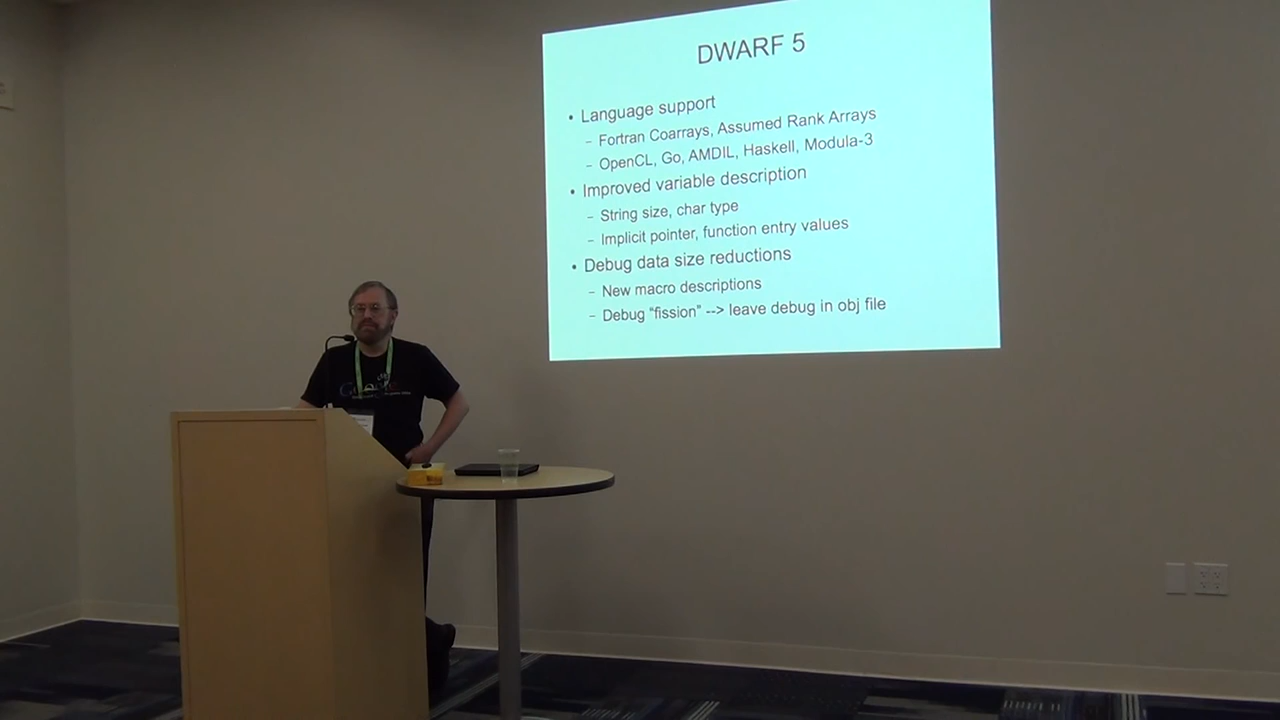 DWARF 5
• Language support
– Fortran Coarrays, Assumed Rank Arrays
– OpenCL, Go, AMDIL, Haskell, Modula-3
• Improved variable description
– String size, char type
– Implicit pointer, function entry values
• Debug data size reductions
– New macro descriptions
– Debug “fission” --> leave debug in obj file